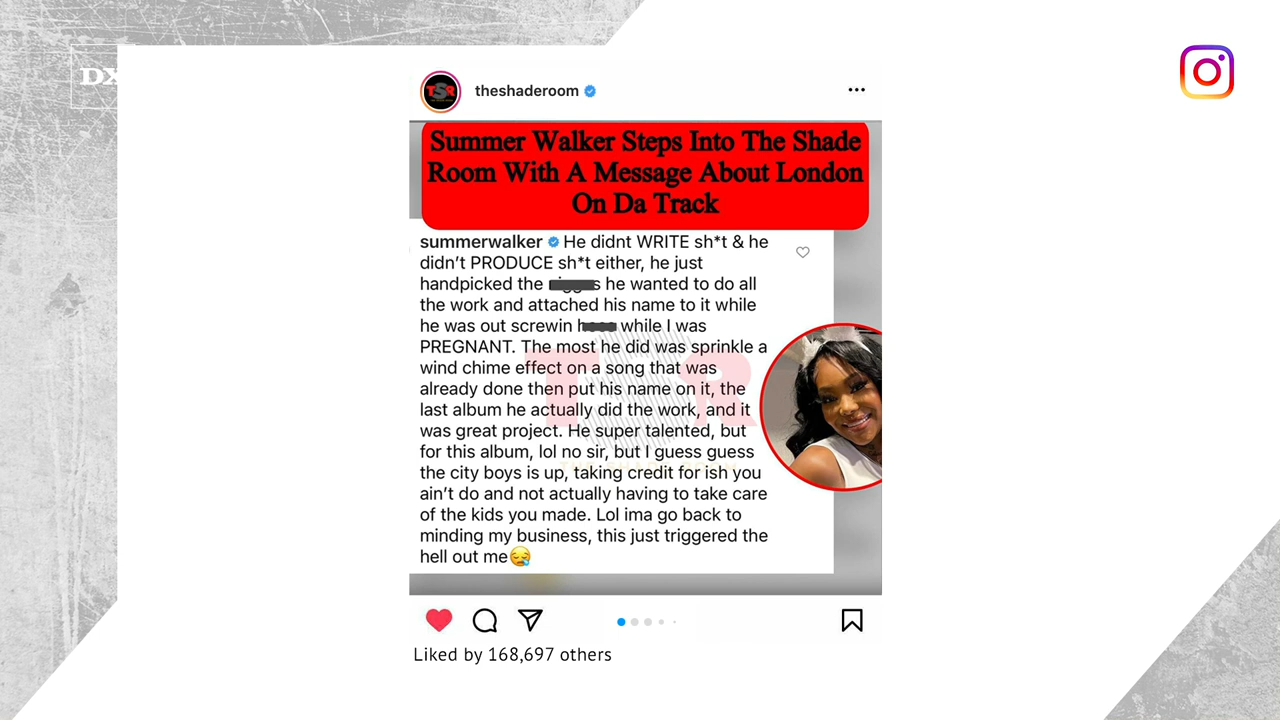 DX
TSR
theshaderoom
Summer Walker Steps Into The Shade
Room With A Message About London
On Da Track
summerwalker He didnt WRITE sh*t & he
didn't PRODUCE sh*t either, he just
handpicked the he wanted to do all
the work and attached his name to it while
he was out screwin while I was
PREGNANT. The most he did was sprinkle a
wind chime effect on a song that was
already done then put his name on it, the
last album he actually did the work, and it
was great project. He super talented, but
for this album, lol no sir, but I guess guess
the city boys is up, taking credit for ish you
ain't do and not actually having to take care
of the kids you made. Lol ima go back to
minding my business, this just triggered the
hell out me😪
TSR
Liked by 168,697 others